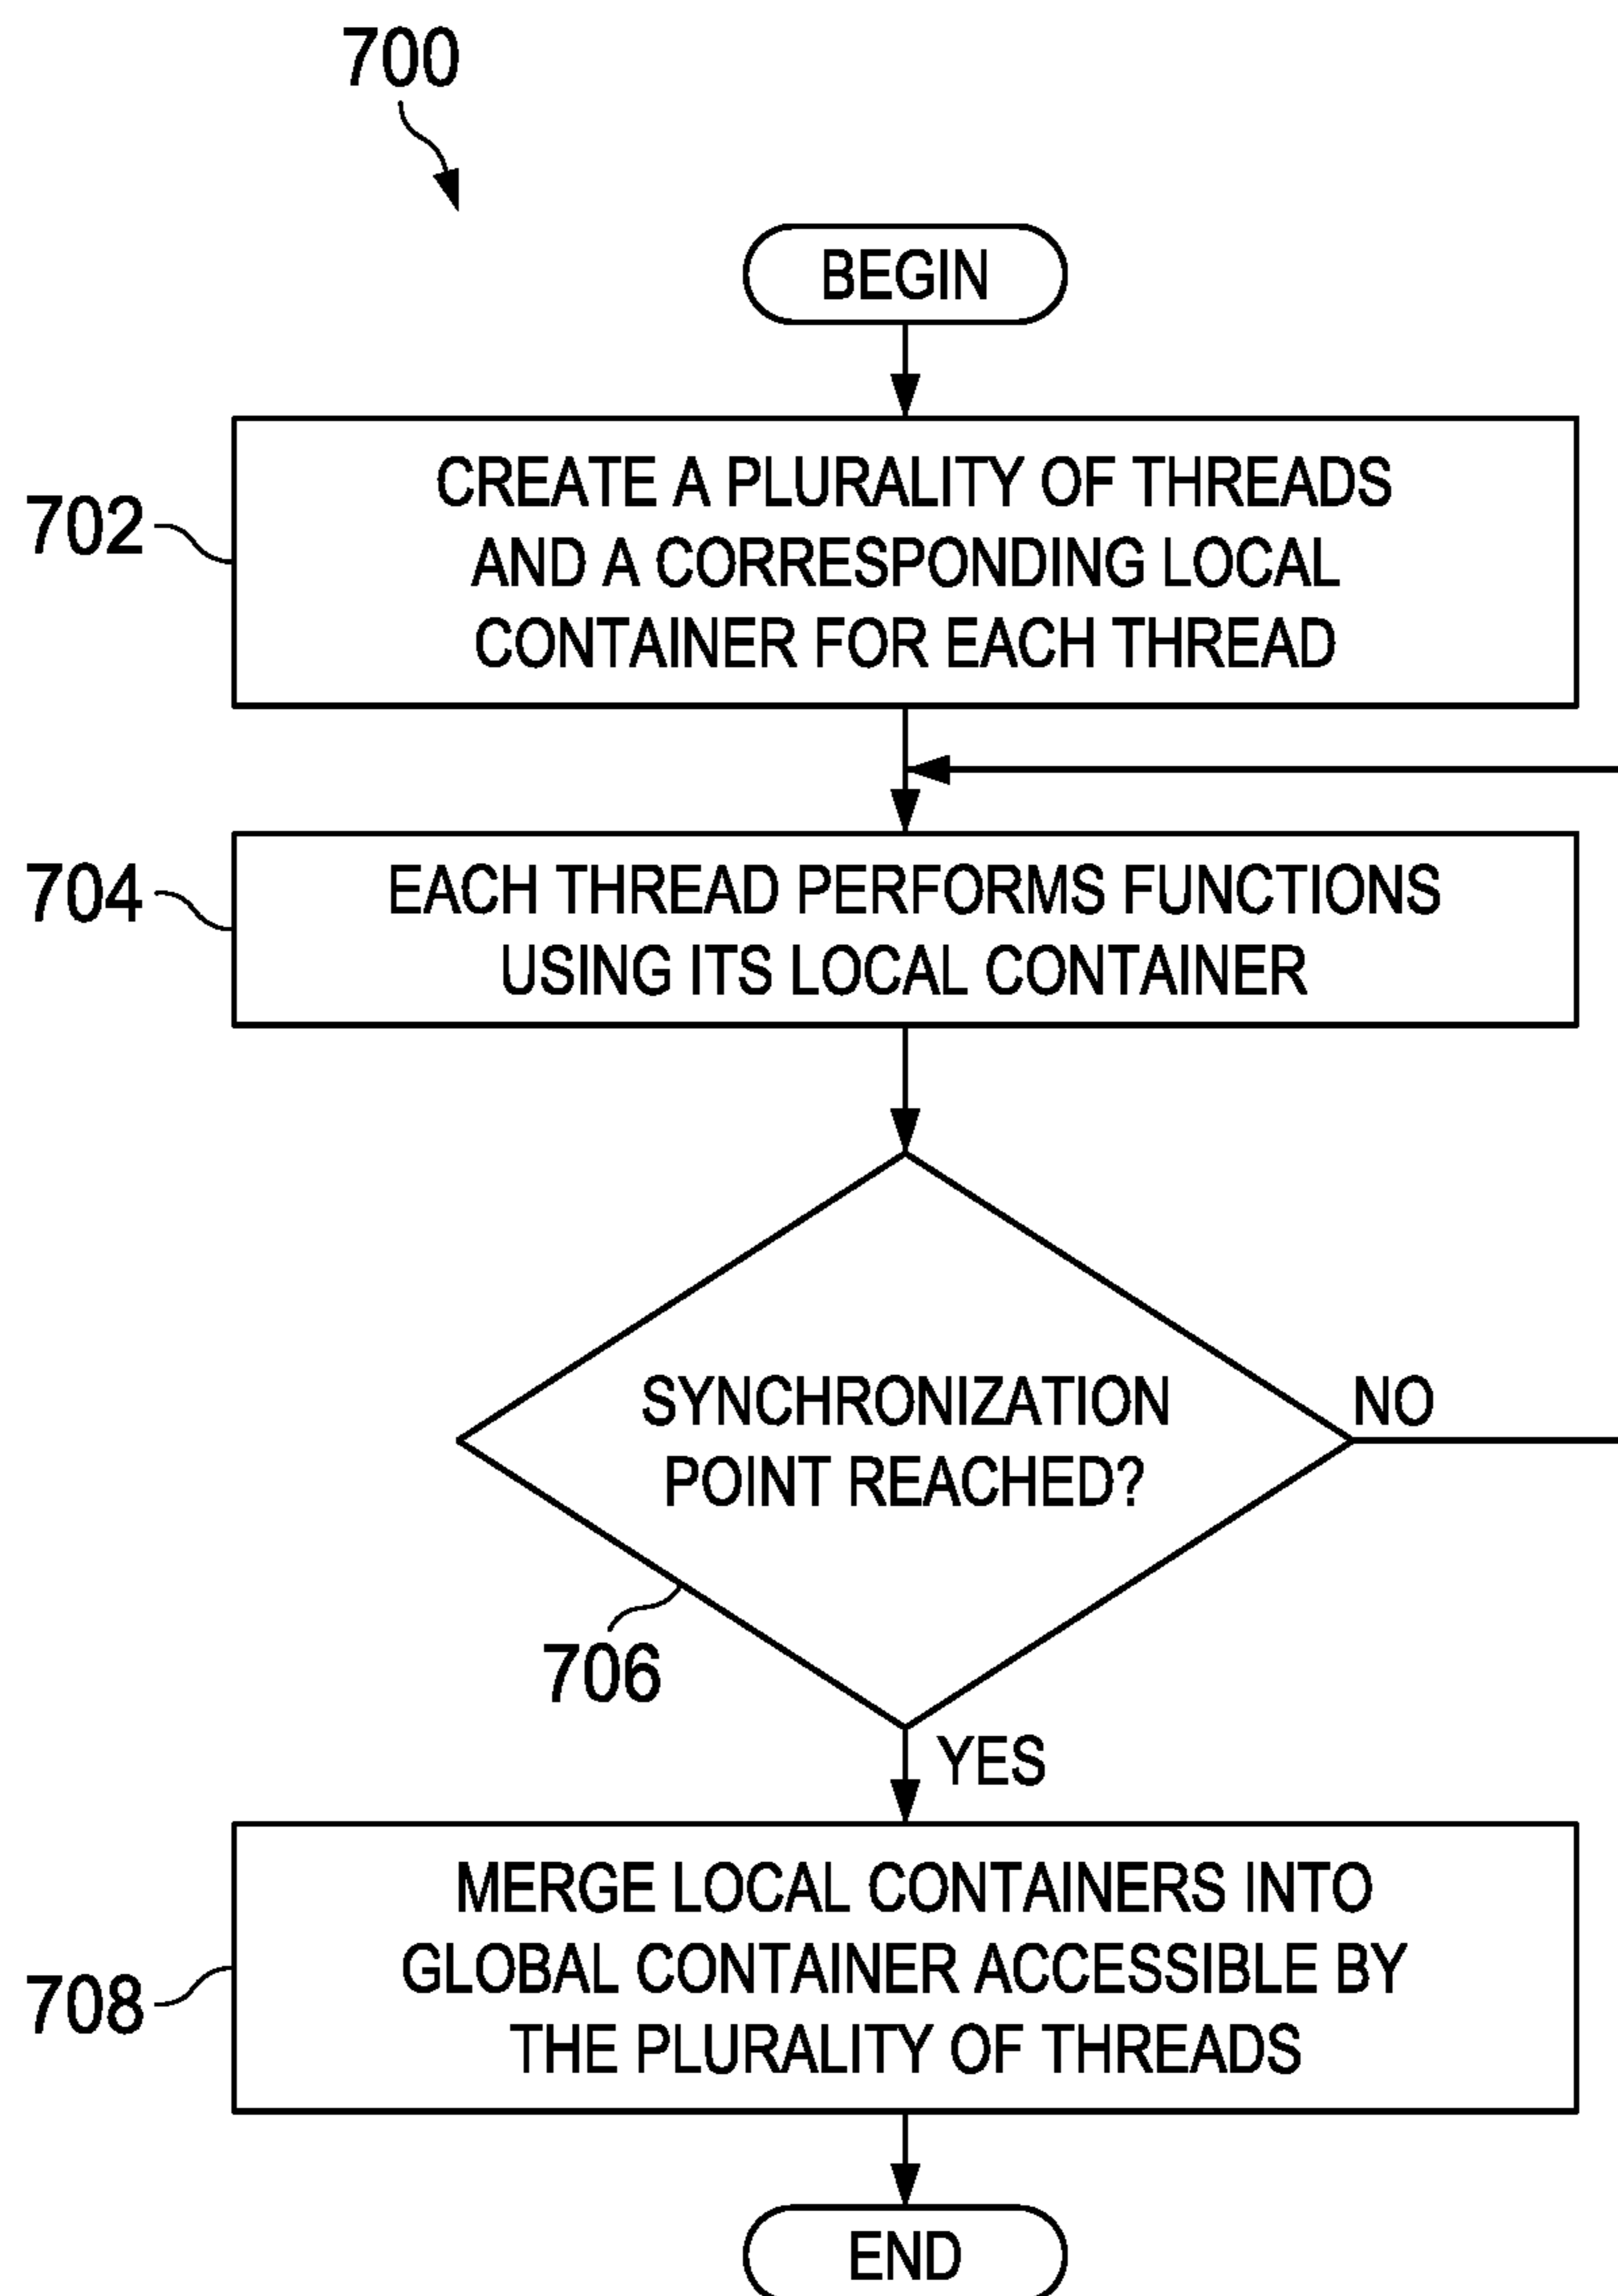 700
BEGIN
702
CREATE A PLURALITY OF THREADS
AND A CORRESPONDING LOCAL
CONTAINER FOR EACH THREAD
704
EACH THREAD PERFORMS FUNCTIONS
USING ITS LOCAL CONTAINER
SYNCHRONIZATION
POINT REACHED?
NO
706
YES
708
MERGE LOCAL CONTAINERS INTO
GLOBAL CONTAINER ACCESSIBLE BY
THE PLURALITY OF THREADS
END